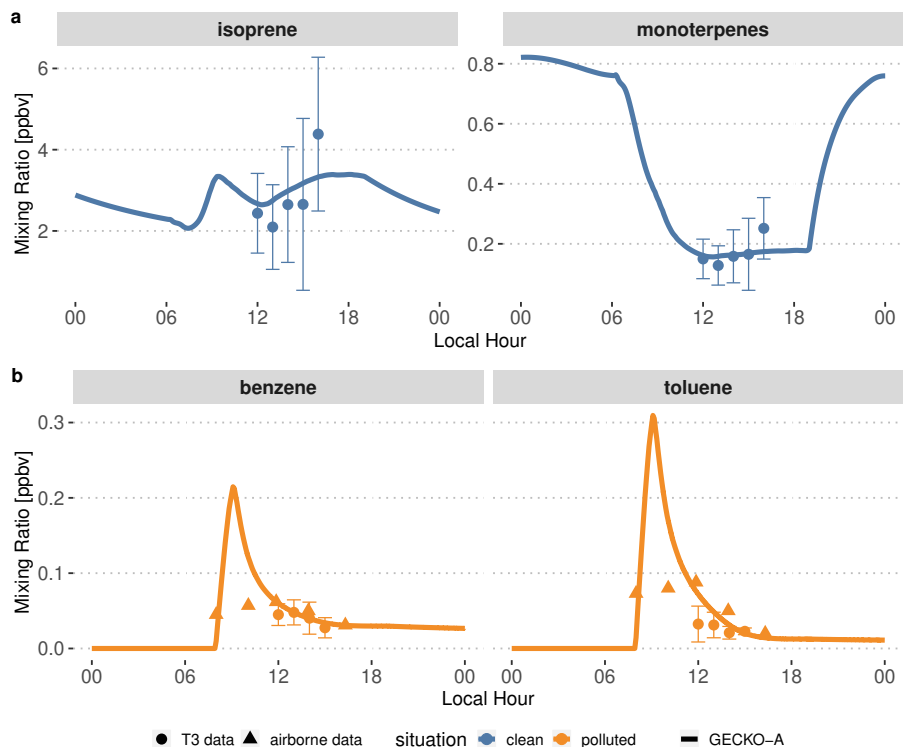 a
isoprene
monoterpenes
Mixing Ratio [ppbv]
6
4
2
0.8
0.6
0.4
0.2
00 06 12 18 00
00 06 12 18 00
Local Hour
b
benzene
toluene
Mixing Ratio [ppbv]
0.3
0.2
0.1
0.0
00 06 12 18 00
00 06 12 18 00
Local Hour
T3 data airborne data situation clean polluted GECKO−A